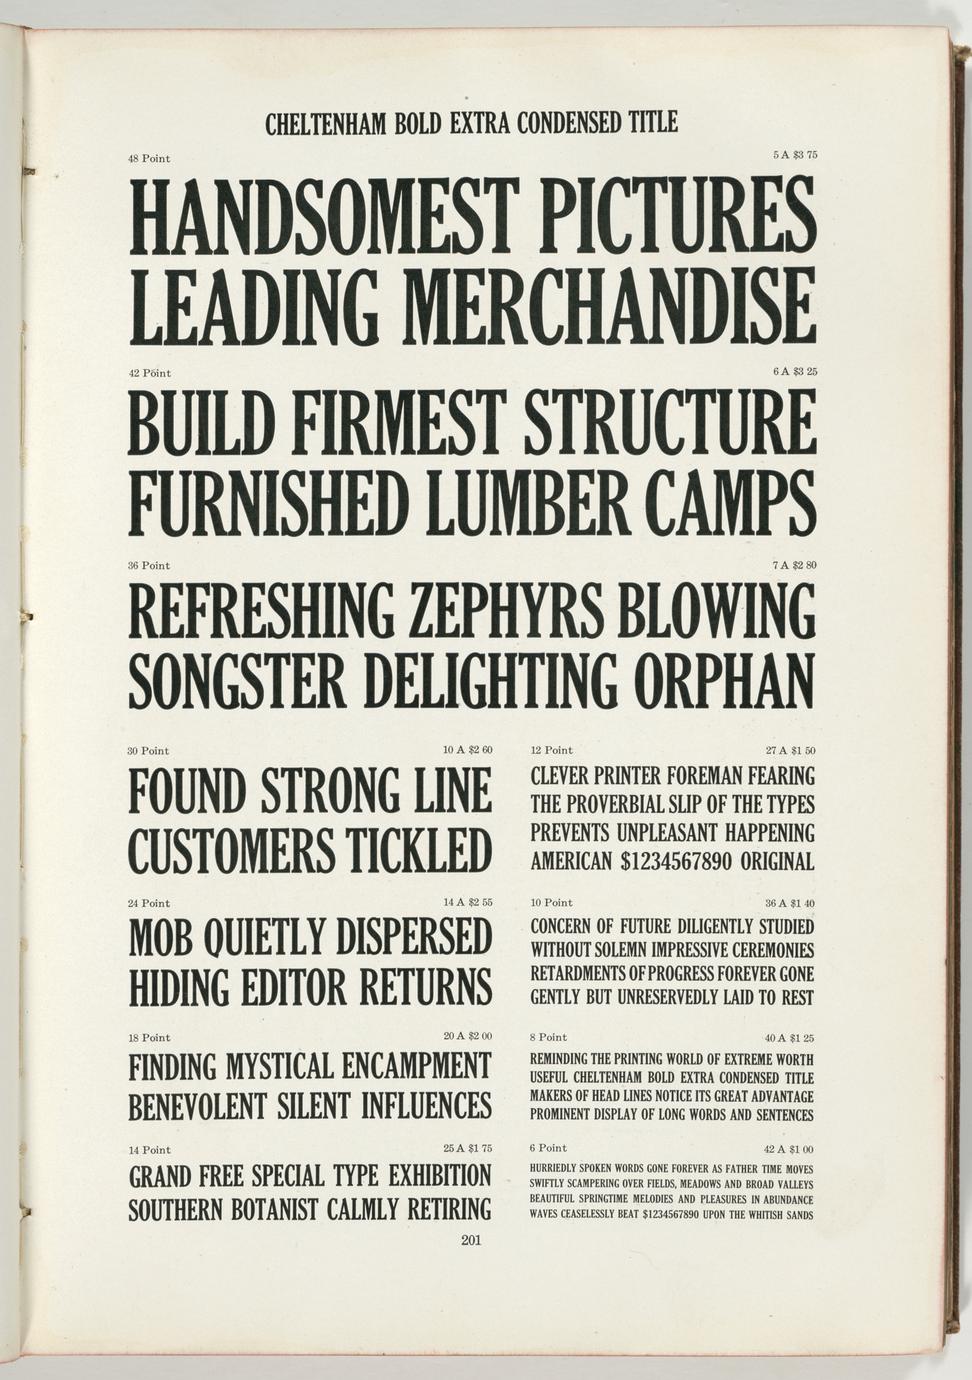 CHELTENHAM BOLD EXTRA CONDENSED TITLE
48 Point 5 A $3 75
HANDSOMEST PICTURES
LEADING MERCHANDISE
42 Point 6 A $3 25
BUILD FIRMEST STRUCTURE
FURNISHED LUMBER CAMPS
36 Point 7 A $2 80
REFRESHING ZEPHYRS BLOWING
SONGSTER DELIGHTING ORPHAN
30 Point 10 A $2 60
FOUND STRONG LINE
CUSTOMERS TICKLED
24 Point 14 A $2 55
MOB QUIETLY DISPERSED
HIDING EDITOR RETURNS
18 Point 20 A $2 00
FINDING MYSTICAL ENCAMPMENT
BENEVOLENT SILENT INFLUENCES
14 Point 25 A $1 75
GRAND FREE SPECIAL TYPE EXHIBITION
SOUTHERN BOTANIST CALMLY RETIRING
12 Point 27 A $1 50
CLEVER PRINTER FOREMAN FEARING
THE PROVERBIAL SLIP OF THE TYPES
PREVENTS UNPLEASANT HAPPENING
AMERICAN $1234567890 ORIGINAL
10 Point 36 A $1 40
CONCERN OF FUTURE DILIGENTLY STUDIED
WITHOUT SOLEMN IMPRESSIVE CEREMONIES
RETARDMENTS OF PROGRESS FOREVER GONE
GENTLY BUT UNRESERVEDLY LAID TO REST
8 Point 40 A $1 25
REMINDING THE PRINTING WORLD OF EXTREME WORTH
USEFUL CHELTENHAM BOLD EXTRA CONDENSED TITLE
MAKERS OF HEAD LINES NOTICE ITS GREAT ADVANTAGE
PROMINENT DISPLAY OF LONG WORDS AND SENTENCES
6 Point 42 A $1 00
HURRIEDLY SPOKEN WORDS GONE FOREVER AS FATHER TIME MOVES
SWIFTLY SCAMPERING OVER FIELDS, MEADOWS AND BROAD VALLEYS
BEAUTIFUL SPRINGTIME MELODIES AND PLEASURES IN ABUNDANCE
WAVES CEASELESSLY BEAT $1234567890 UPON THE WHITISH SANDS
201